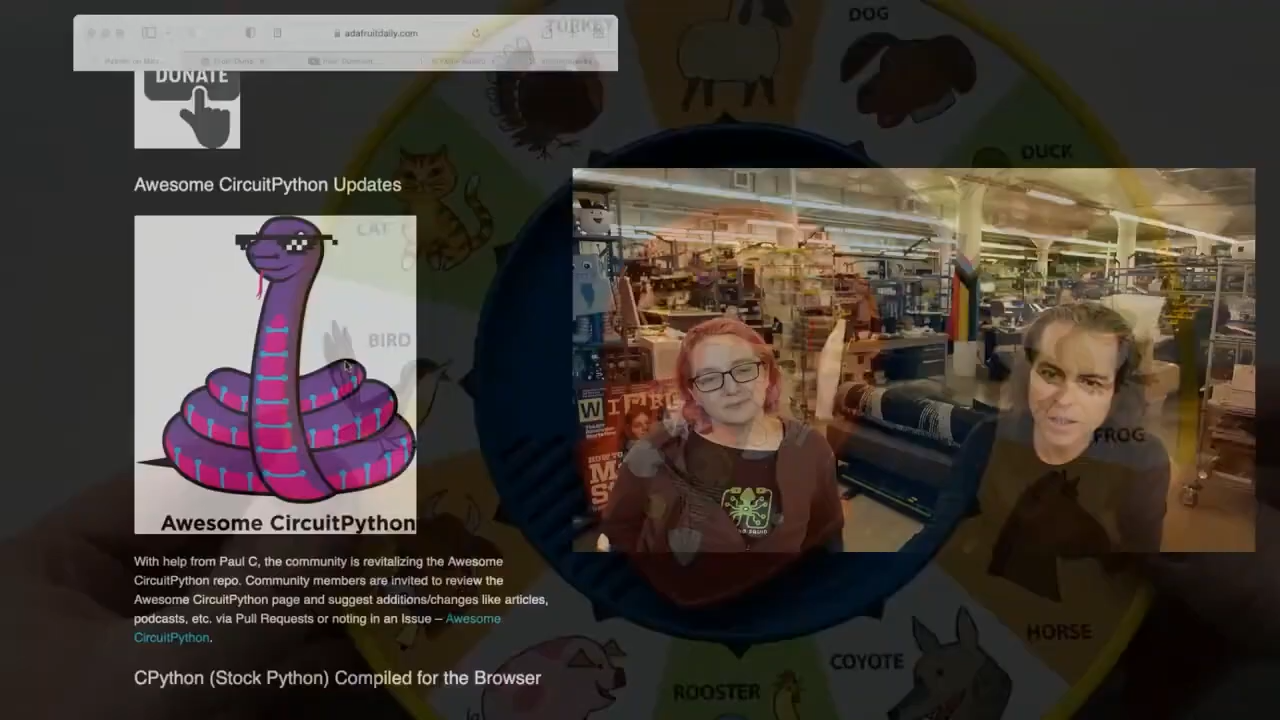 adafruitdaily.com
TURKEY
DOG
DONATE
DUCK
Awesome CircuitPython Updates
CAT
BIRD
W I R E
FROG
HOW TO
Awesome CircuitPython
With help from Paul C, the community is revitalizing the Awesome
CircuitPython repo. Community members are invited to review the
Awesome CircuitPython page and suggest additions/changes like articles,
podcasts, etc. via Pull Requests or noting in an Issue – Awesome
CircuitPython.
HORSE
COYOTE
CPython (Stock Python) Compiled for the Browser
ROOSTER